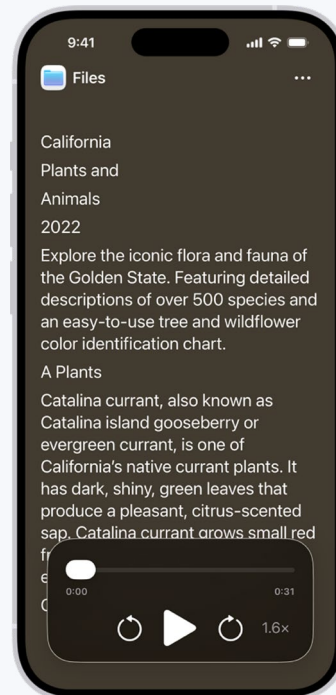 9:41
Files
California
Plants and
Animals
2022
Explore the iconic flora and fauna of
the Golden State. Featuring detailed
descriptions of over 500 species and
an easy-to-use tree and wildflower
color identification chart.
A Plants
Catalina currant, also known as
Catalina island gooseberry or
evergreen currant, is one of
California's native currant plants. It
has dark, shiny, green leaves that
produce a pleasant, citrus-scented
sap. Catalina currant grows small red
0:00
0:31
1.6×